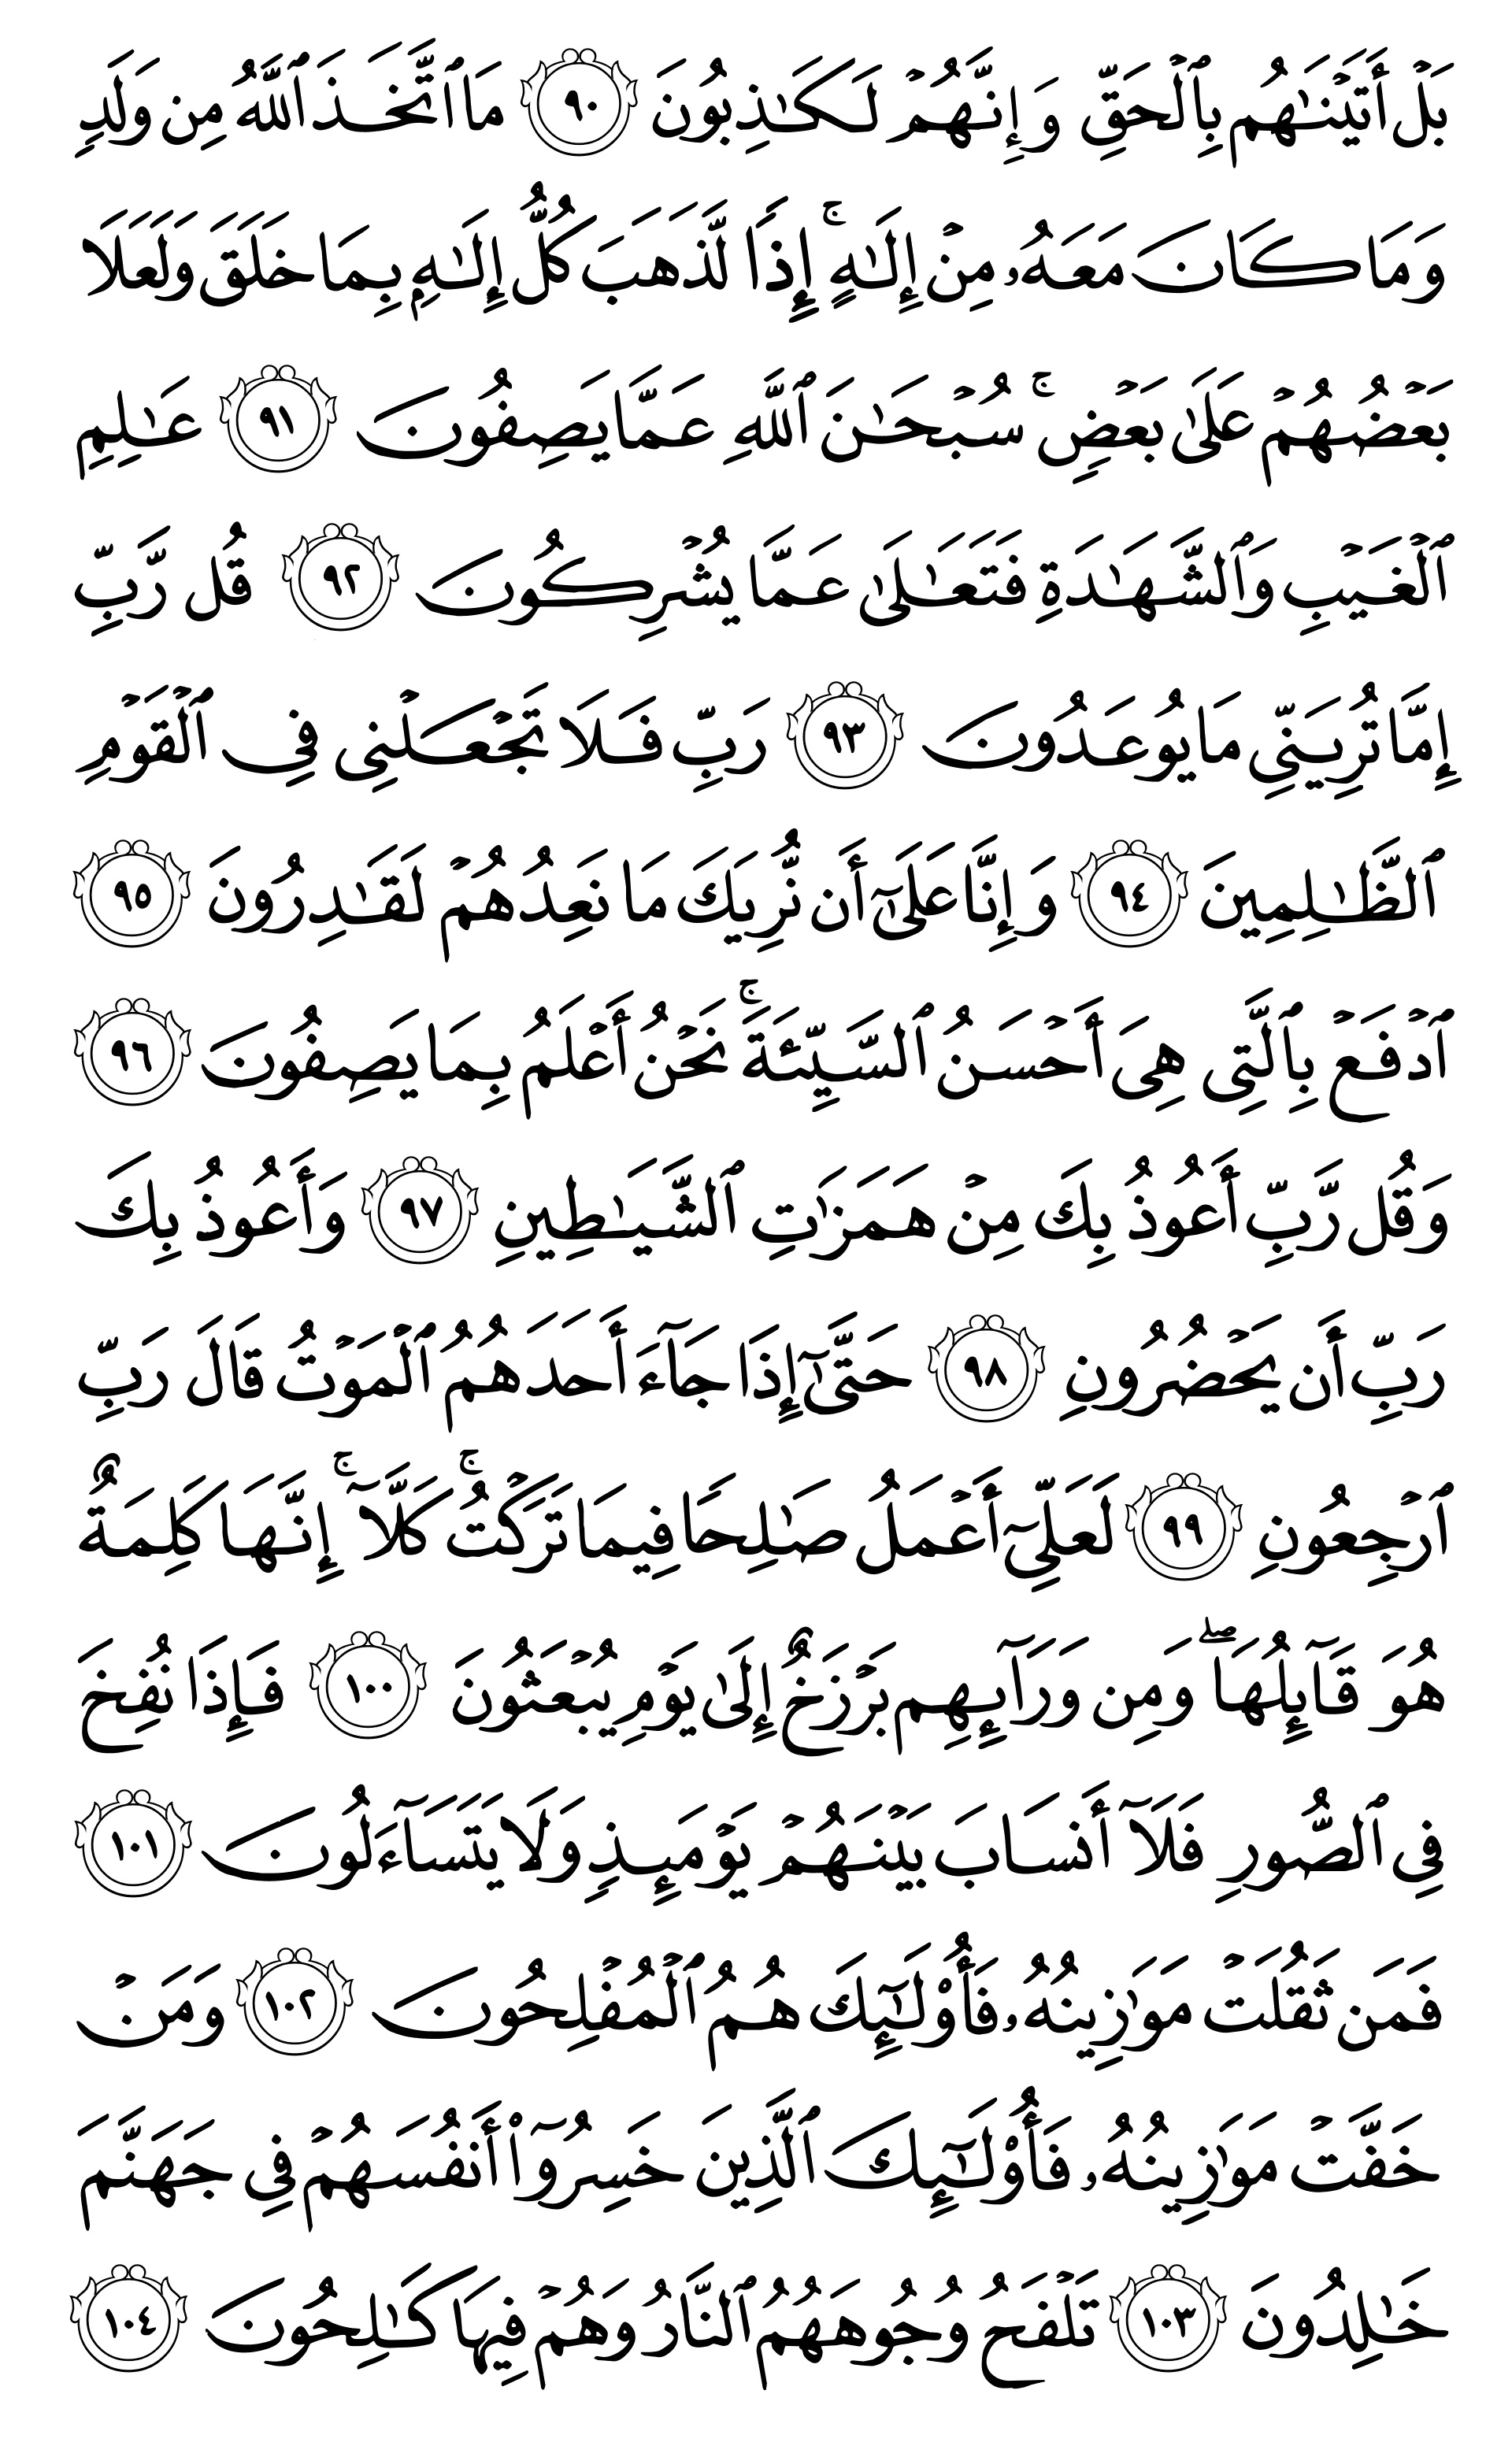 بَلۡ أَتَيۡنَٰهُم بِٱلۡحَقِّ وَإِنَّهُمۡ لَكَٰذِبُونَ ٩٠ مَا ٱتَّخَذَ ٱللَّهُ مِن وَلَدٖ
وَمَا كَانَ مَعَهُۥ مِنۡ إِلَٰهٍۚ إِذٗا لَّذَهَبَ كُلُّ إِلَٰهِۭ بِمَا خَلَقَ وَلَعَلَا
بَعۡضُهُمۡ عَلَىٰ بَعۡضٖۚ سُبۡحَٰنَ ٱللَّهِ عَمَّا يَصِفُونَ ٩١ عَٰلِمِ
ٱلۡغَيۡبِ وَٱلشَّهَٰدَةِ فَتَعَٰلَىٰ عَمَّا يُشۡرِكُونَ ٩٢ قُل رَّبِّ
إِمَّا تُرِيَنِّي مَا يُوعَدُونَ ٩٣ رَبِّ فَلَا تَجۡعَلۡنِي فِي ٱلۡقَوۡمِ
ٱلظَّٰلِمِينَ ٩٤ وَإِنَّا عَلَىٰٓ أَن نُّرِيَكَ مَا نَعِدُهُمۡ لَقَٰدِرُونَ ٩٥
ٱدۡفَعۡ بِٱلَّتِي هِيَ أَحۡسَنُ ٱلسَّيِّئَةَۚ نَحۡنُ أَعۡلَمُ بِمَا يَصِفُونَ ٩٦
وَقُل رَّبِّ أَعُوذُ بِكَ مِنۡ هَمَزَٰتِ ٱلشَّيَٰطِينِ ٩٧ وَأَعُوذُ بِكَ
رَبِّ أَن يَحۡضُرُونِ ٩٨ حَتَّىٰٓ إِذَا جَآءَ أَحَدَهُمُ ٱلۡمَوۡتُ قَالَ رَبِّ
ٱرۡجِعُونِ ٩٩ لَعَلِّيٓ أَعۡمَلُ صَٰلِحٗا فِيمَا تَرَكۡتُۚ كَلَّآۚ إِنَّهَا كَلِمَةٌ
هُوَ قَآئِلُهَاۖ وَمِن وَرَآئِهِم بَرۡزَخٌ إِلَىٰ يَوۡمِ يُبۡعَثُونَ ١٠٠ فَإِذَا نُفِخَ
فِي ٱلصُّورِ فَلَآ أَنسَابَ بَيۡنَهُمۡ يَوۡمَئِذٖ وَلَا يَتَسَآءَلُونَ ١٠١
فَمَن ثَقُلَتۡ مَوَٰزِينُهُۥ فَأُوْلَٰٓئِكَ هُمُ ٱلۡمُفۡلِحُونَ ١٠٢ وَمَنۡ
خَفَّتۡ مَوَٰزِينُهُۥ فَأُوْلَٰٓئِكَ ٱلَّذِينَ خَسِرُوٓاْ أَنفُسَهُمۡ فِي جَهَنَّمَ
خَٰلِدُونَ ١٠٣ تَلۡفَحُ وُجُوهَهُمُ ٱلنَّارُ وَهُمۡ فِيهَا كَٰلِحُونَ ١٠٤